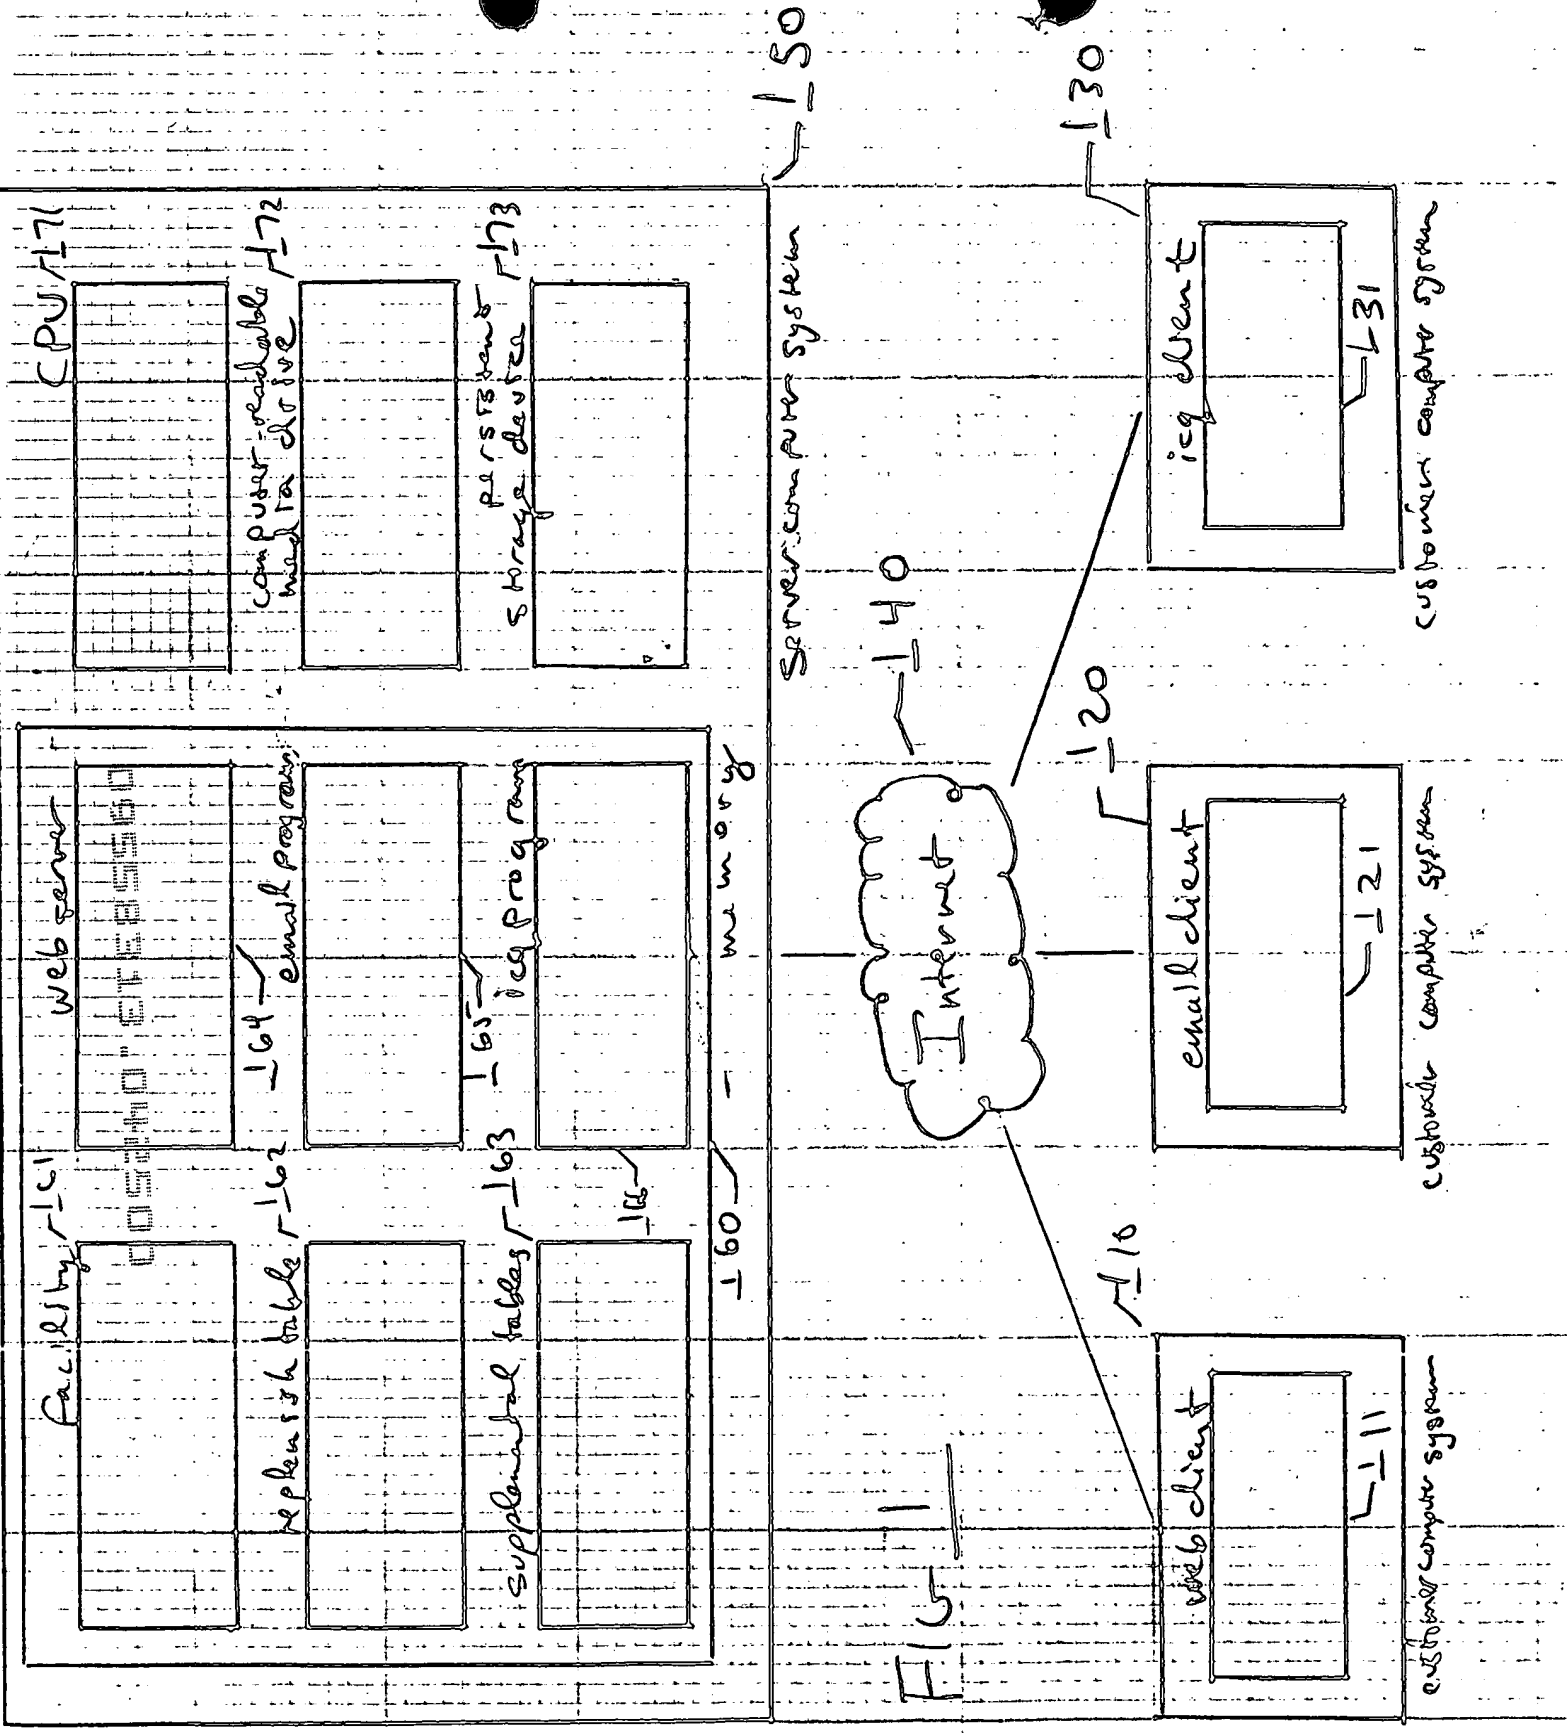 facility 161
web server
CPU 171
replenish table 162
164
email program
computer-readable 172
media drive
supplemental tables 163
165
icq program
persistent
storage device 173
166
160 – memory
server computer system
150
Internet
140
FIG 1
110
120
130
web client
email client
icq client
111
121
131
customer computer system
customer computer system
customer computer system